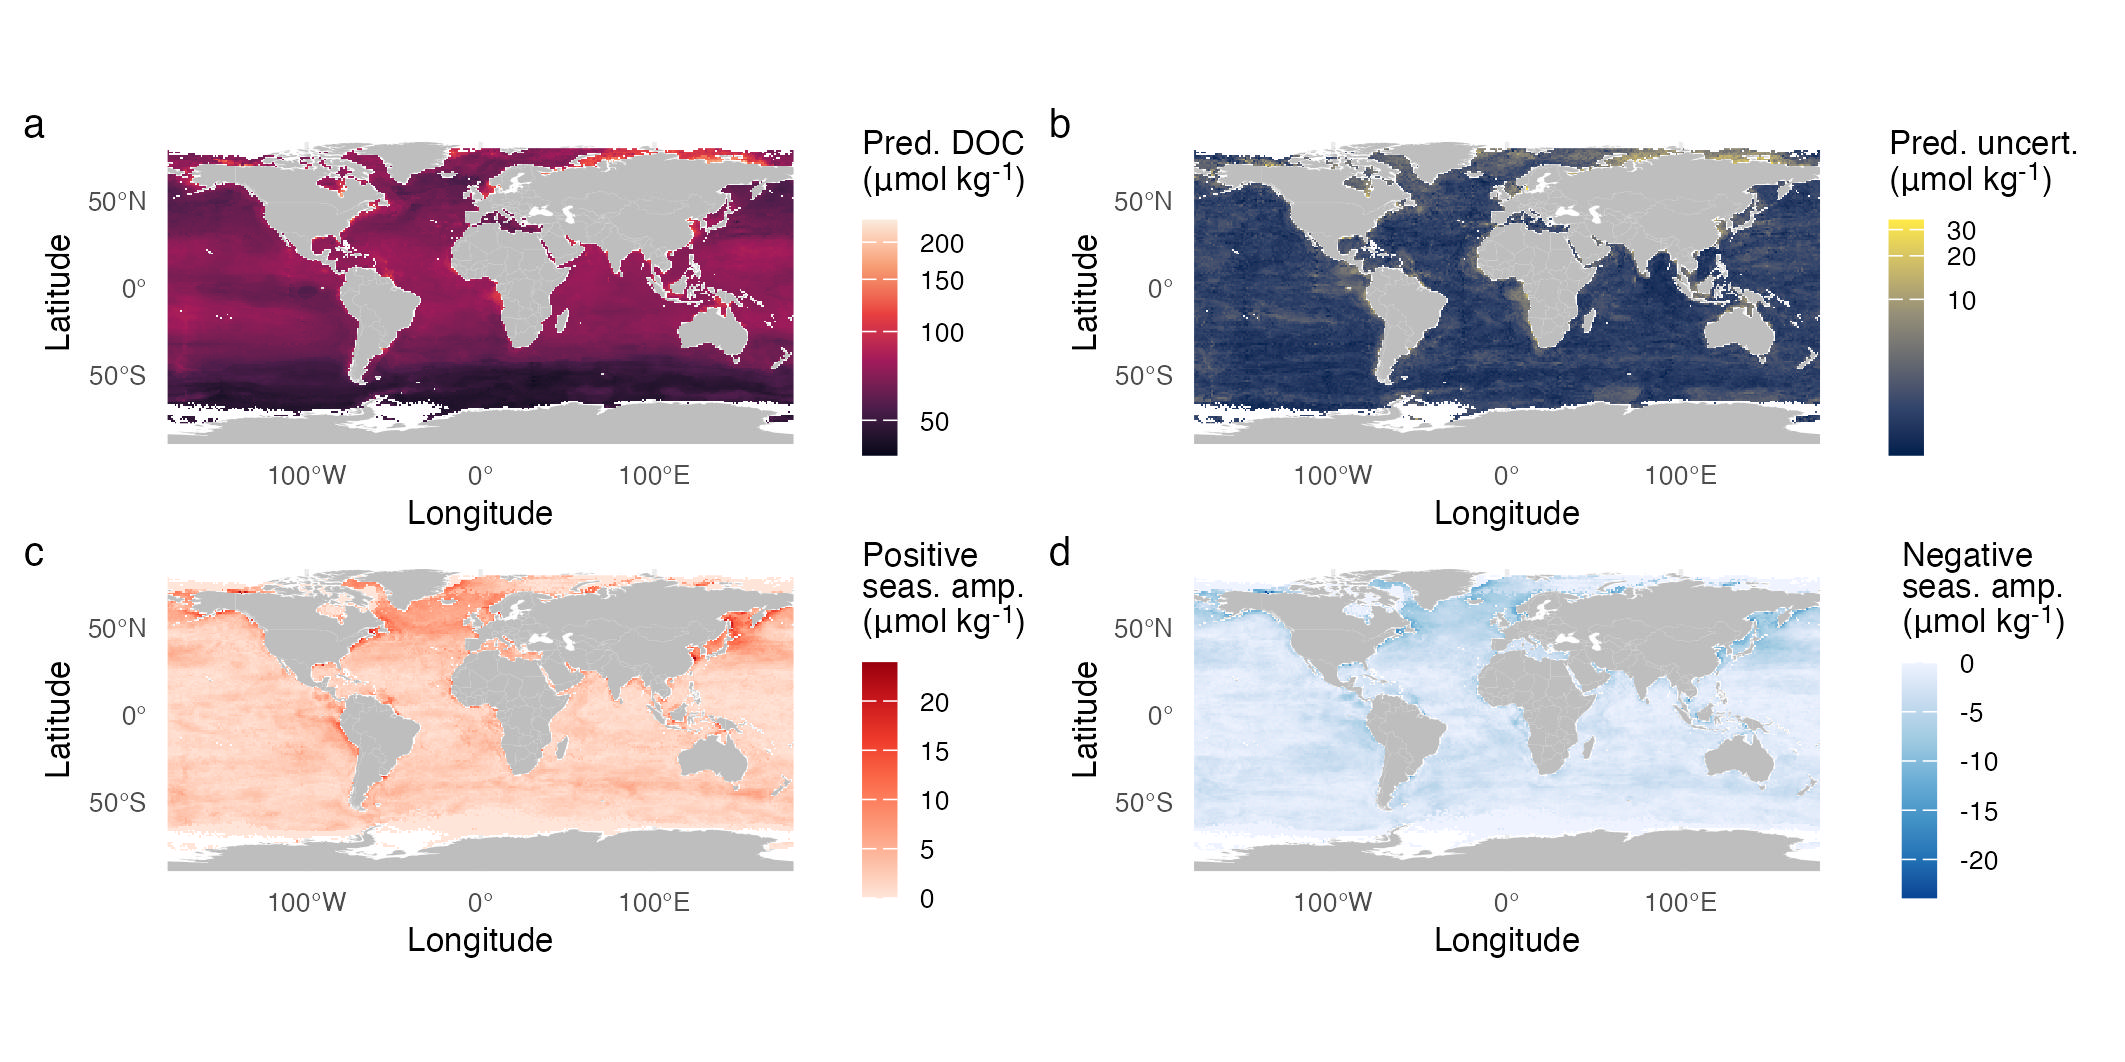 a
Pred. DOC
(μmol kg-1)
200
150
100
50
50°N
0°
50°S
Latitude
100°W 0° 100°E
Longitude
b
Pred. uncert.
(μmol kg-1)
30
20
10
50°N
0°
50°S
Latitude
100°W 0° 100°E
Longitude
c
Positive
seas. amp.
(μmol kg-1)
20
15
10
5
0
50°N
0°
50°S
Latitude
100°W 0° 100°E
Longitude
d
Negative
seas. amp.
(μmol kg-1)
0
-5
-10
-15
-20
50°N
0°
50°S
Latitude
100°W 0° 100°E
Longitude